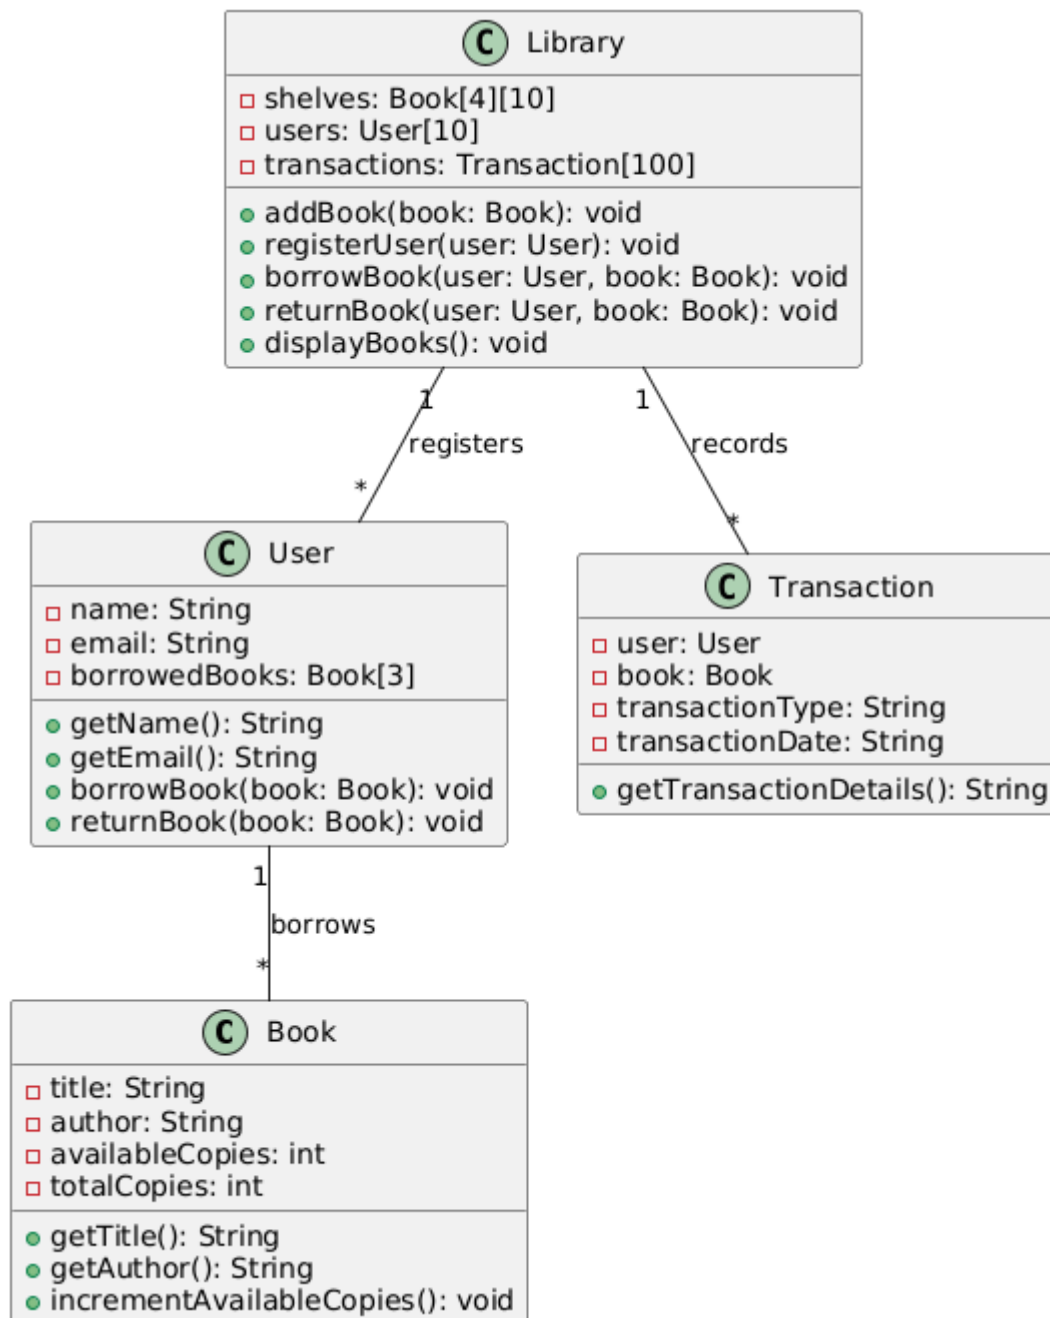 C Library
shelves: Book[4][10]
users: User[10]
transactions: Transaction[100]
addBook(book: Book): void
registerUser(user: User): void
borrowBook(user: User, book: Book): void
returnBook(user: User, book: Book): void
displayBooks(): void
1
1
registers
records
*
*
C User
name: String
email: String
borrowedBooks: Book[3]
getName(): String
getEmail(): String
borrowBook(book: Book): void
returnBook(book: Book): void
C Transaction
user: User
book: Book
transactionType: String
transactionDate: String
getTransactionDetails(): String
1
borrows
*
C Book
title: String
author: String
availableCopies: int
totalCopies: int
getTitle(): String
getAuthor(): String
incrementAvailableCopies(): void